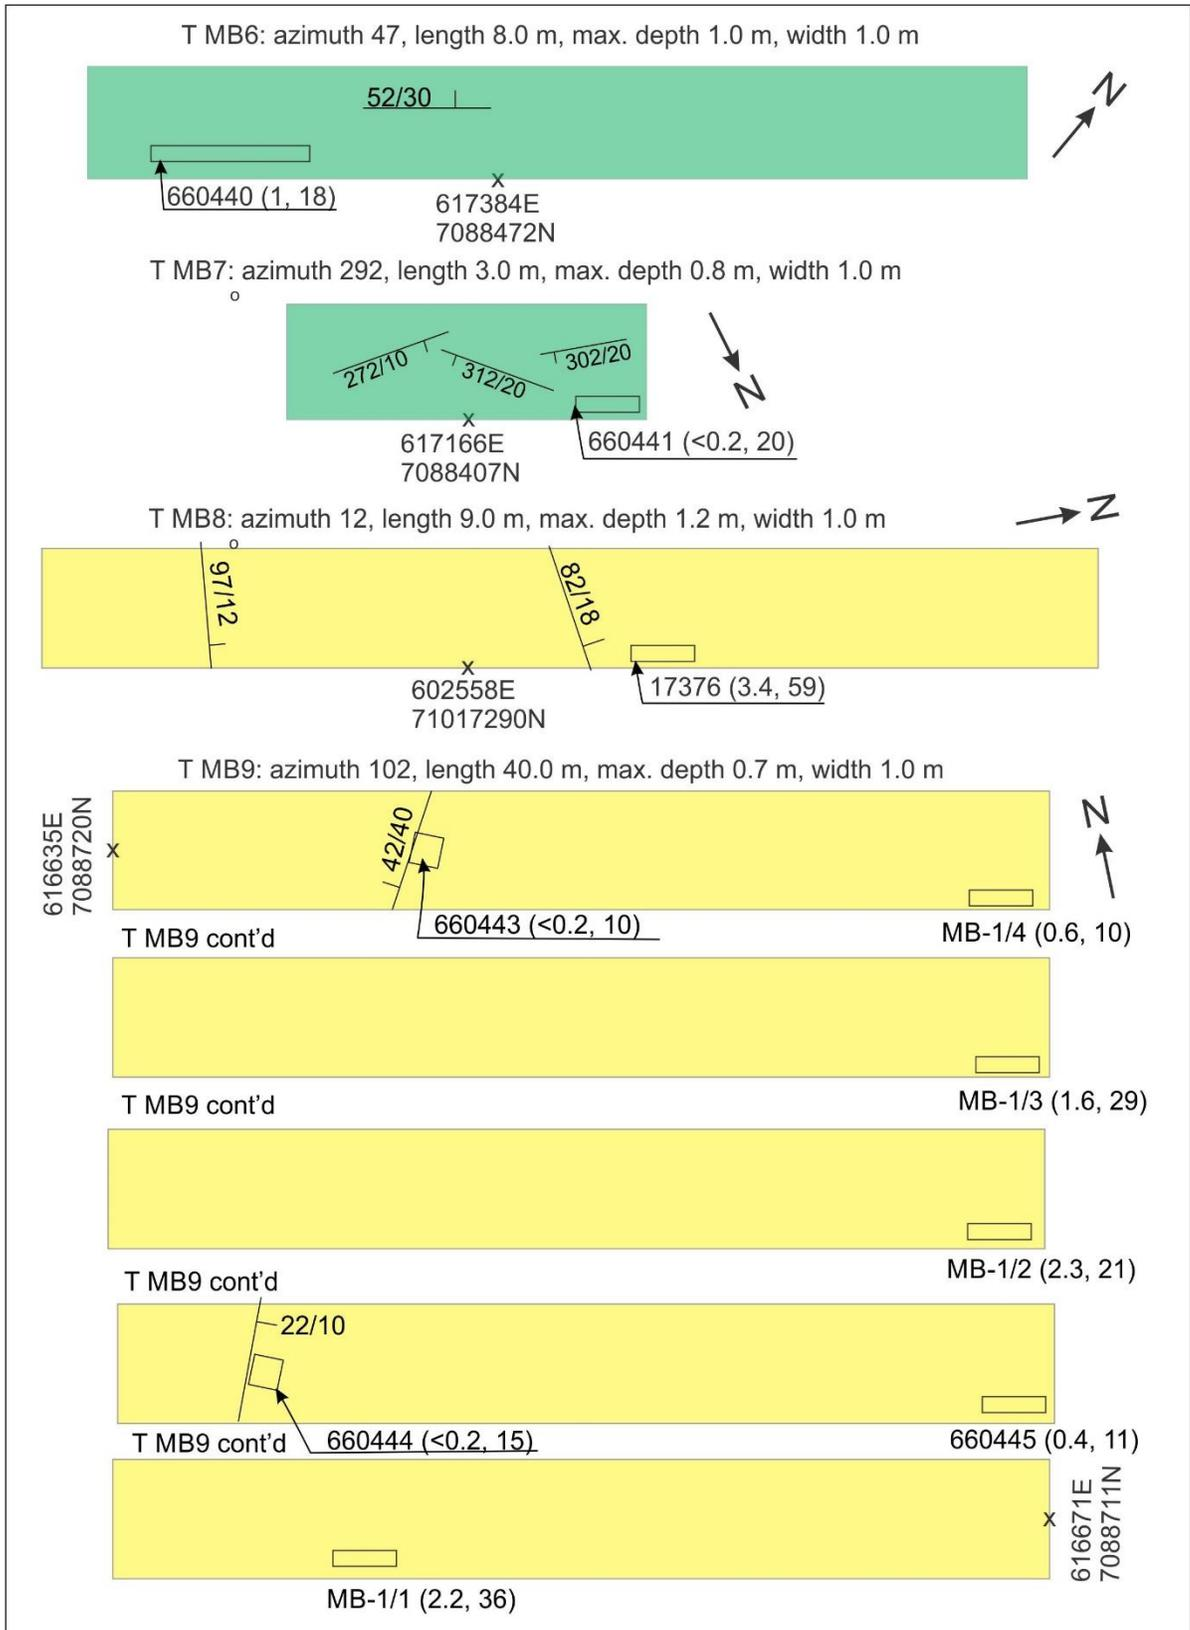 T MB6: azimuth 47, length 8.0 m, max. depth 1.0 m, width 1.0 m
N
52/30
660440 (1, 18)
x
617384E
7088472N
T MB7: azimuth 292, length 3.0 m, max. depth 0.8 m, width 1.0 m
o
272/10
312/20
302/20
N
x
617166E
7088407N
660441 (<0.2, 20)
T MB8: azimuth 12, length 9.0 m, max. depth 1.2 m, width 1.0 m
o
N
97/12
82/18
x
602558E
71017290N
17376 (3.4, 59)
T MB9: azimuth 102, length 40.0 m, max. depth 0.7 m, width 1.0 m
616635E
7088720N
x
42/40
N
660443 (<0.2, 10)
MB-1/4 (0.6, 10)
T MB9 cont'd
MB-1/3 (1.6, 29)
T MB9 cont'd
MB-1/2 (2.3, 21)
T MB9 cont'd
22/10
660444 (<0.2, 15)
660445 (0.4, 11)
T MB9 cont'd
x
616671E
7088711N
MB-1/1 (2.2, 36)